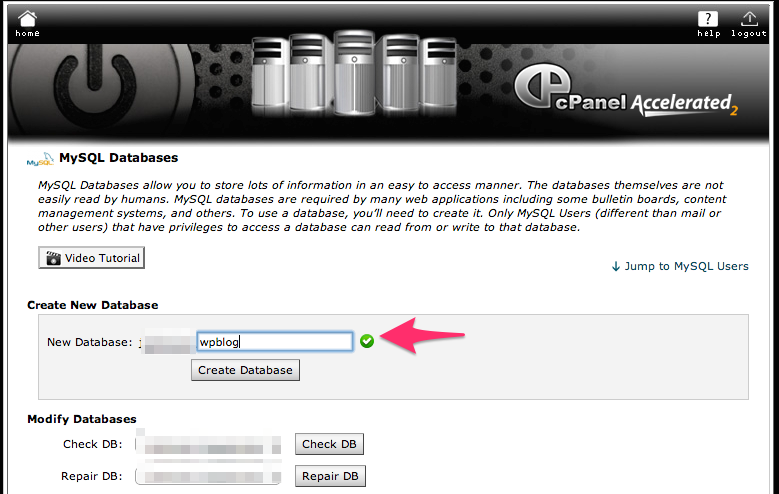 home
help
logout
cPanel Accelerated2
MySQL
MySQL Databases
MySQL Databases allow you to store lots of information in an easy to access manner. The databases themselves are not
easily read by humans. MySQL databases are required by many web applications including some bulletin boards, content
management systems, and others. To use a database, you'll need to create it. Only MySQL Users (different than mail or
other users) that have privileges to access a database can read from or write to that database.
Video Tutorial
↓ Jump to MySQL Users
Create New Database
New Database:
wpblog
Create Database
Modify Databases
Check DB:
Check DB
Repair DB:
Repair DB